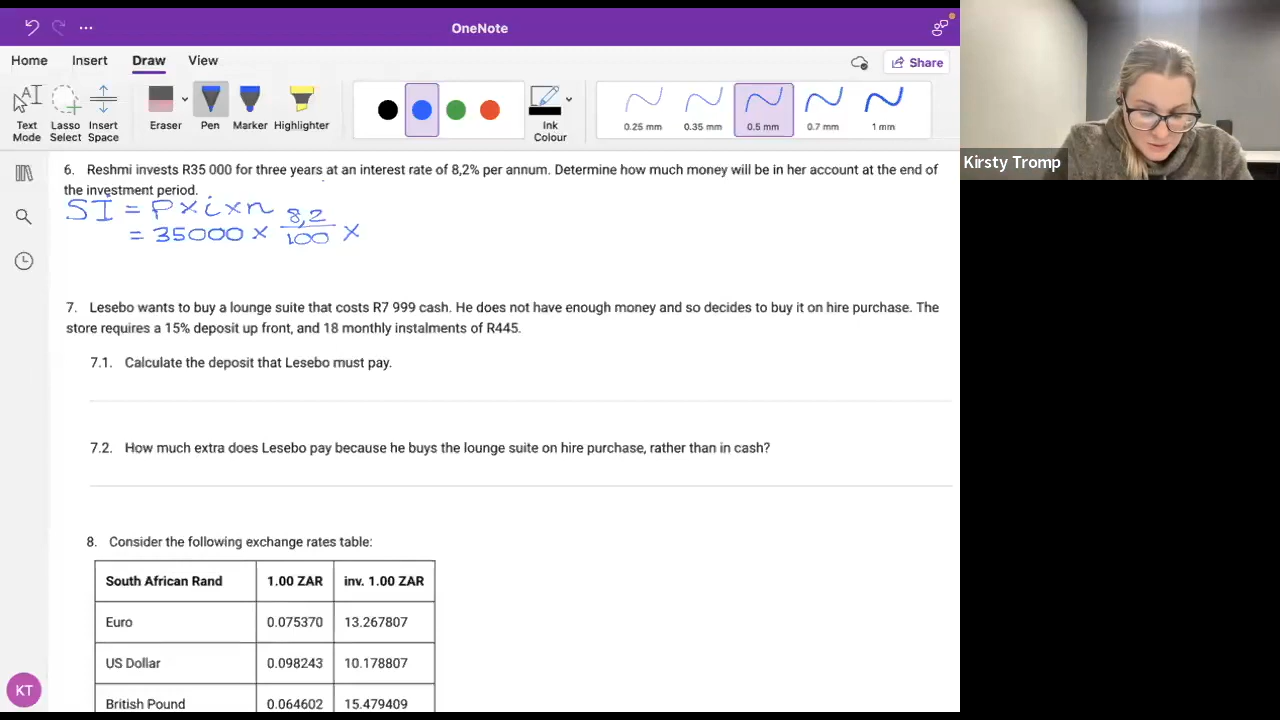 OneNote
Home Insert Draw View
Share
Text Mode
Lasso Select
Insert Space
Eraser
Pen
Marker
Highlighter
Ink Colour
0.25 mm
0.35 mm
0.5 mm
0.7 mm
1 mm
Kirsty Tromp
6. Reshmi invests R35 000 for three years at an interest rate of 8,2% per annum. Determine how much money will be in her account at the end of
the investment period.
SI = P × i × n
= 35000 × 8,2/100 ×
7. Lesebo wants to buy a lounge suite that costs R7 999 cash. He does not have enough money and so decides to buy it on hire purchase. The
store requires a 15% deposit up front, and 18 monthly instalments of R445.
7.1. Calculate the deposit that Lesebo must pay.
7.2. How much extra does Lesebo pay because he buys the lounge suite on hire purchase, rather than in cash?
8. Consider the following exchange rates table:
South African Rand 1.00 ZAR inv. 1.00 ZAR
Euro 0.075370 13.267807
US Dollar 0.098243 10.178807
British Pound 0.064602 15.479409
KT